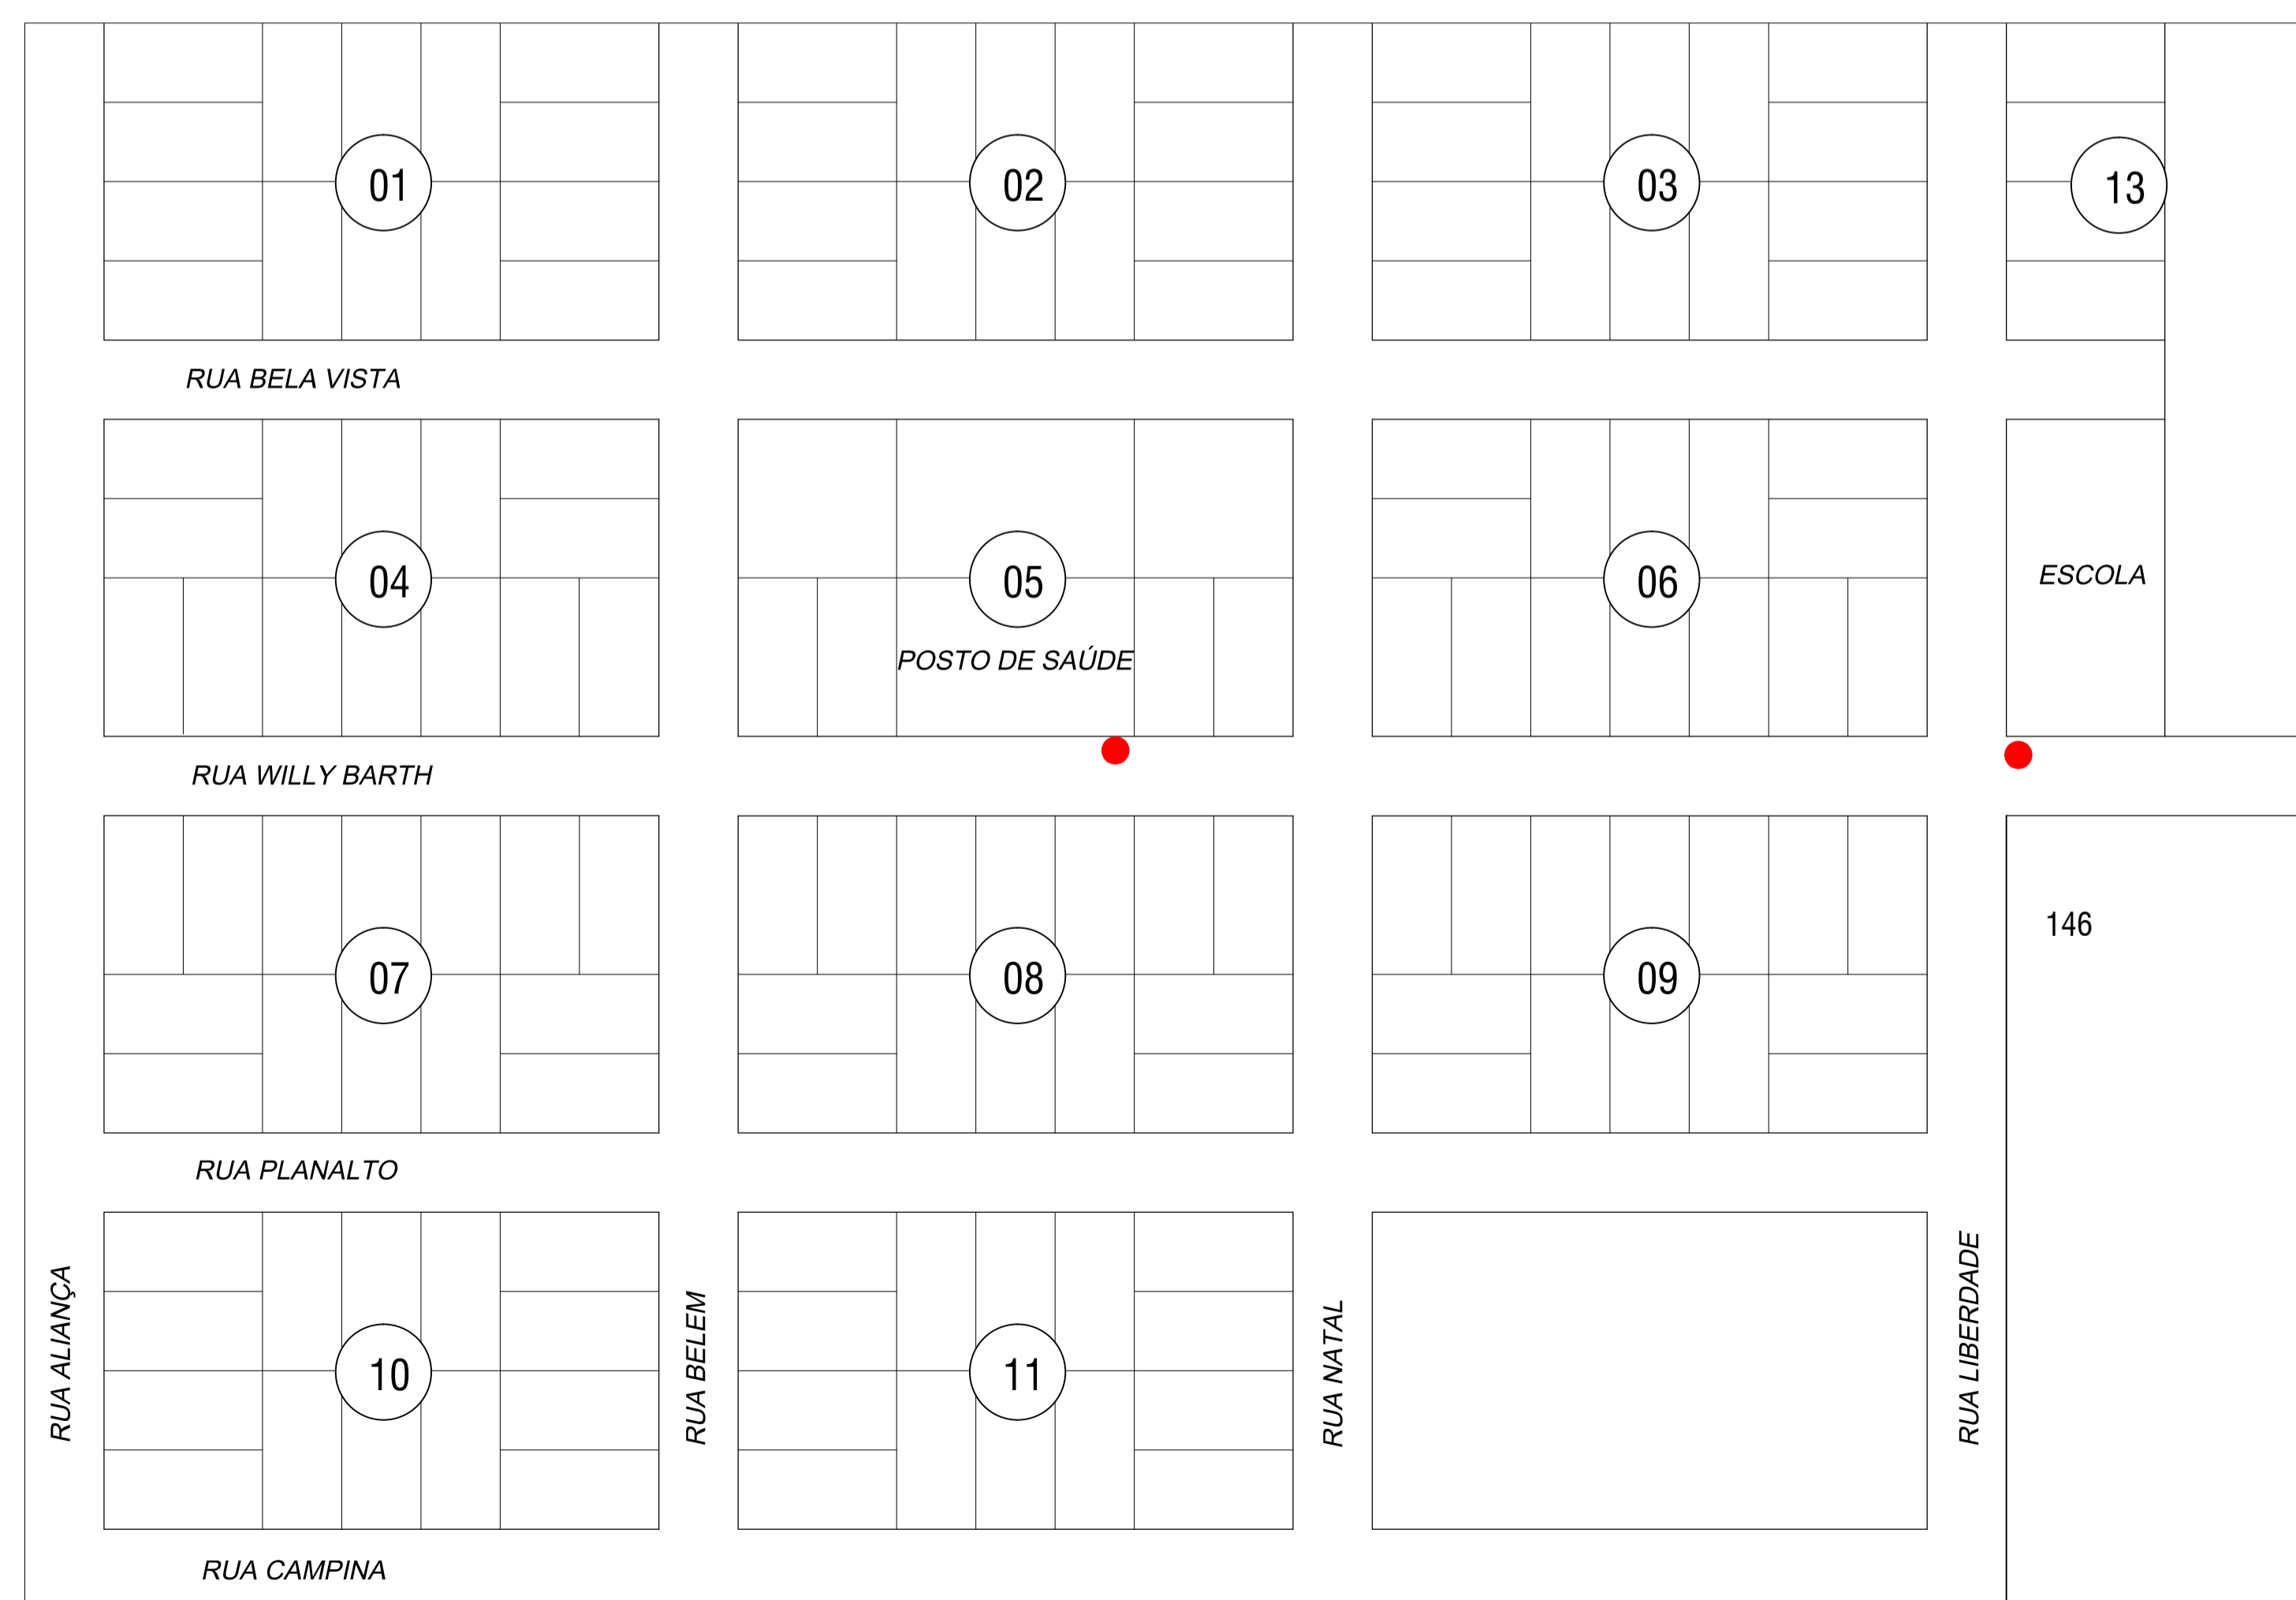 01
02
03
13
RUA BELA VISTA
04
05
06
ESCOLA
POSTO DE SAÚDE
RUA WILLY BARTH
146
07
08
09
RUA PLANALTO
RUA ALIANÇA
10
RUA BELEM
11
RUA NATAL
RUA LIBERDADE
RUA CAMPINA